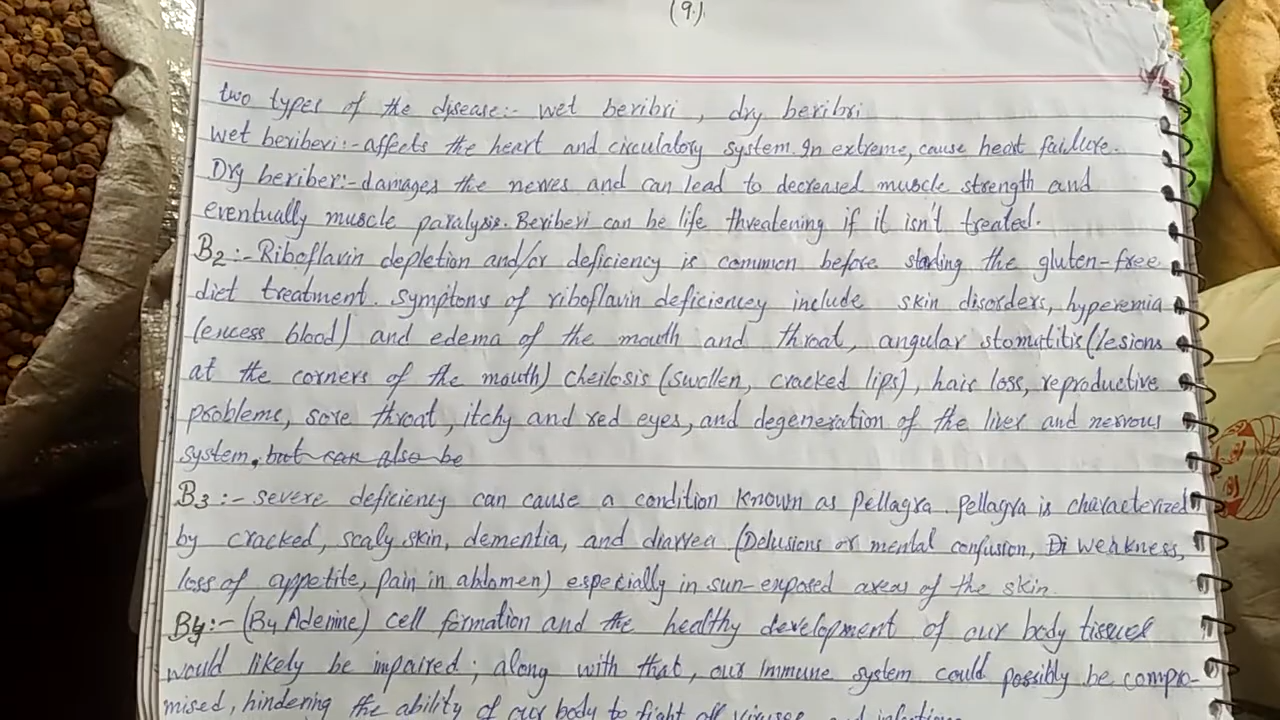 (9.)
two types of the dysease:- wet beribri, dry beribri
wet beriberi:-affects the heart and circulatory system. In extreme, cause heart failure.
Dry beriber:-damages the nerves and can lead to decreased muscle strength and
eventually muscle paralysis. Beriberi can be life threatening if it isn't treated.
B2:- Riboflavin depletion and/or deficiency is common before starting the gluten-free
diet treatment. Symptoms of riboflavin deficiencey include skin disorders, hyperemia
(excess blood) and edema of the mouth and throat, angular stomatitis (lesions
at the corners of the mouth) cheilosis (swollen, cracked lips), hair loss, reproductive
problems, sore throat, itchy and red eyes, and degeneration of the liver and nervous
system, but can also be
B3:- severe deficiency can cause a condition known as pellagra. pellagra is characterized
by cracked, scaly skin, dementia, and diarrea (Delusions or mental confusion, Di weakness,
loss of appetite, pain in abdomen) especially in sun-exposed areas of the skin.
B4:- (B4 Adenine) cell formation and the healthy development of our body tissues
would likely be impaired; along with that, our immune system could possibly be compro-
mised, hindering the ability of our body to fight off viruses and infections